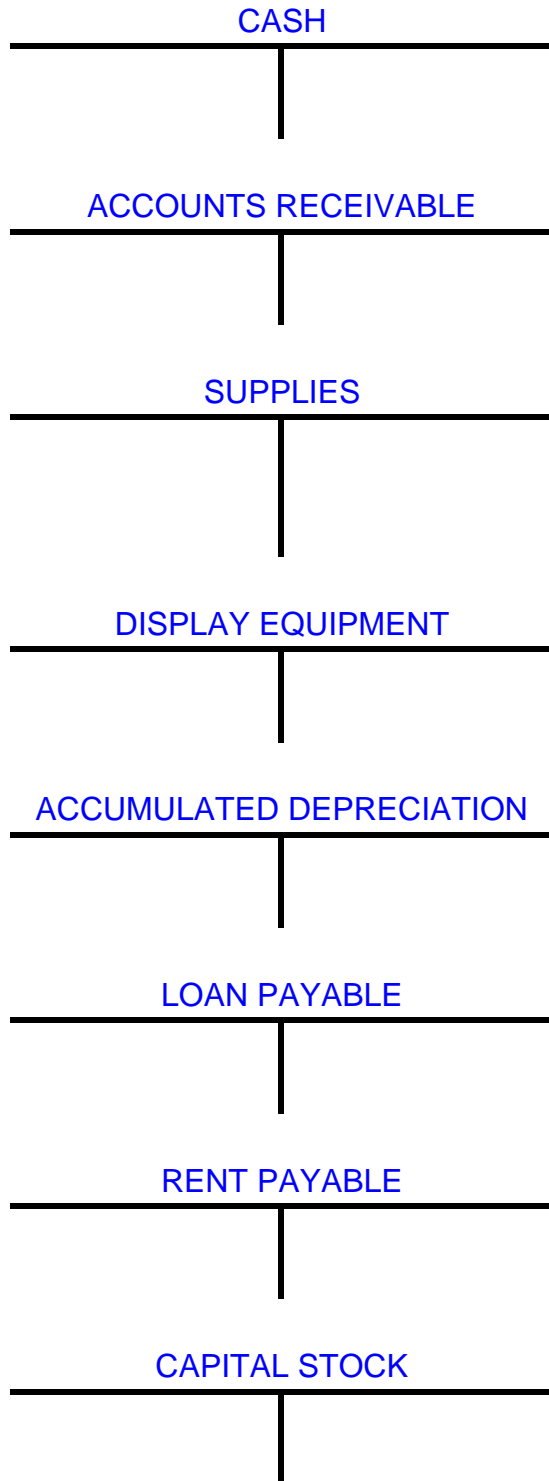 CASH
ACCOUNTS RECEIVABLE
SUPPLIES
DISPLAY EQUIPMENT
ACCUMULATED DEPRECIATION
LOAN PAYABLE
RENT PAYABLE
CAPITAL STOCK